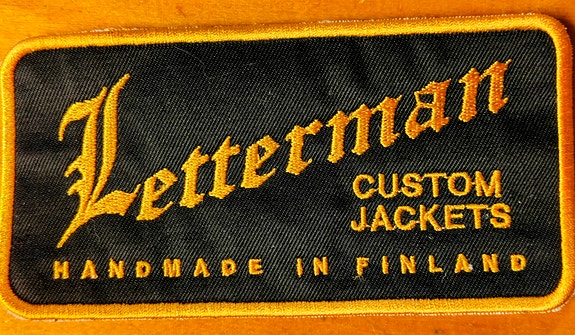 Letterman
CUSTOM
JACKETS
HANDMADE IN FINLAND